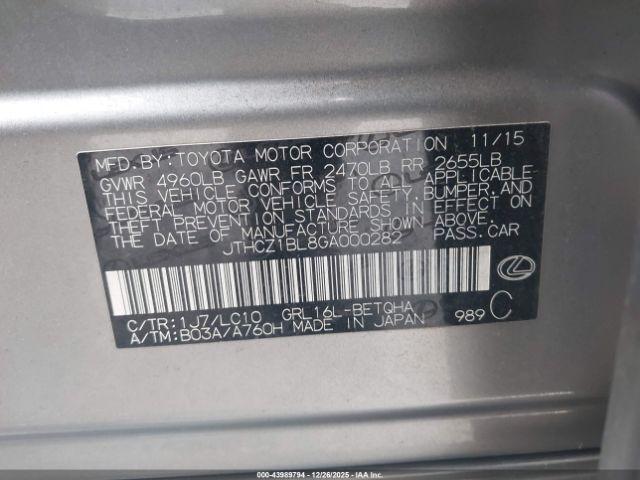 MFD.BY:TOYOTA MOTOR CORPORATION 11/15
GVWR 4960LB GAWR FR 2470LB RR 2655LB
THIS VEHICLE CONFORMS TO ALL APPLICABLE
FEDERAL MOTOR VEHICLE SAFETY,BUMPER,AND
THEFT PREVENTION STANDARDS IN EFFECT ON
THE DATE OF MANUFACTURE SHOWN ABOVE.
JTHCZ1BL8GA000282 PASS.CAR
C/TR:1J7/LC10 GRL16L-BETQHA
A/TM:B03A/A760H MADE IN JAPAN 989 C
000-43989794 - 12/26/2025 - IAA, Inc.